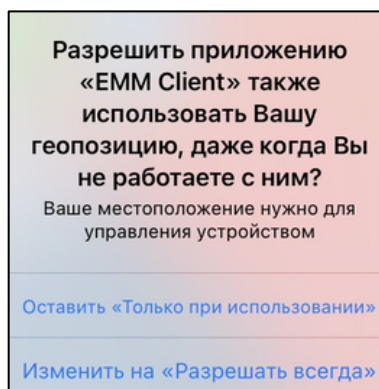 Разрешить приложению
«EMM Client» также
использовать Вашу
геопозицию, даже когда Вы
не работаете с ним?
Ваше местоположение нужно для
управления устройством
Оставить «Только при использовании»
Изменить на «Разрешать всегда»